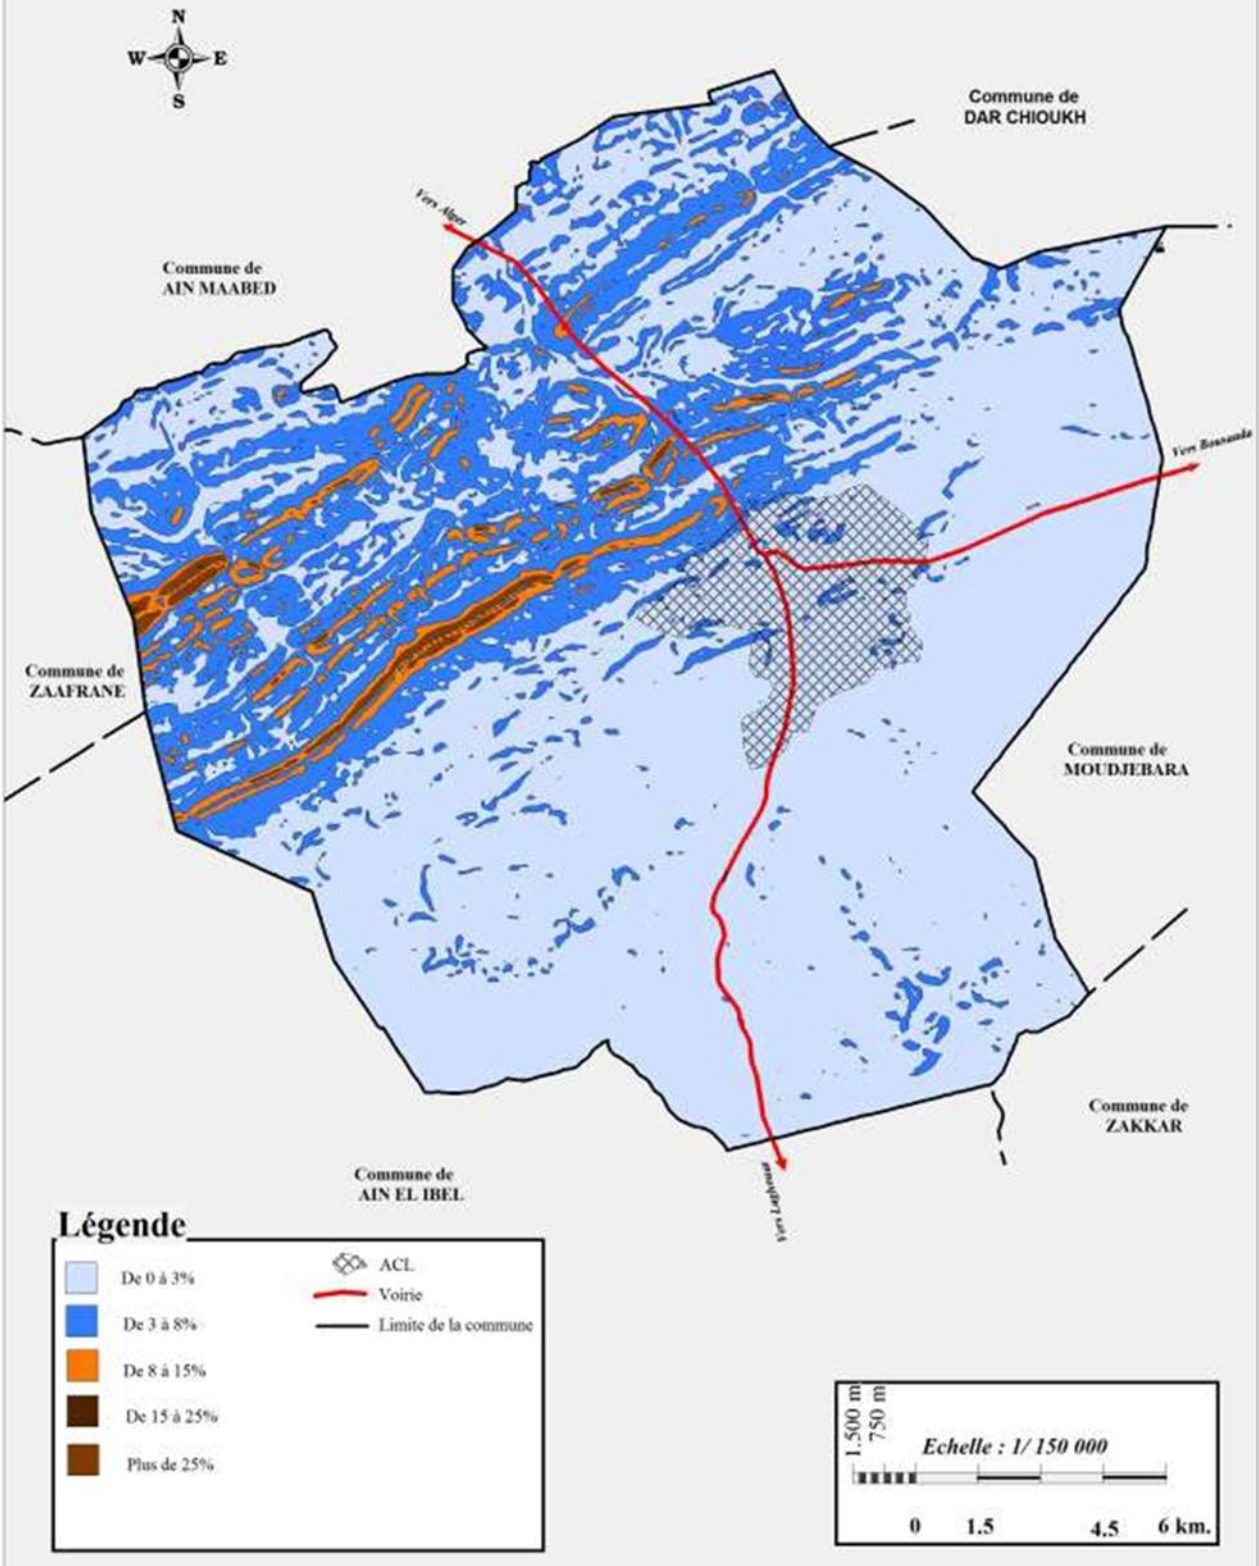 N
W E
S
Commune de
DAR CHIOUKH
Vers Alger
Commune de
AIN MAABED
Vers Boussaada
Commune de
ZAAFRANE
Commune de
MOUDJEBARA
Commune de
ZAKKAR
Commune de
AIN EL IBEL
Vers Laghouat
Légende
De 0 à 3%
De 3 à 8%
De 8 à 15%
De 15 à 25%
Plus de 25%
ACL
Voirie
Limite de la commune
1.500 m
750 m
Echelle : 1/ 150 000
0 1.5 4.5 6 km.